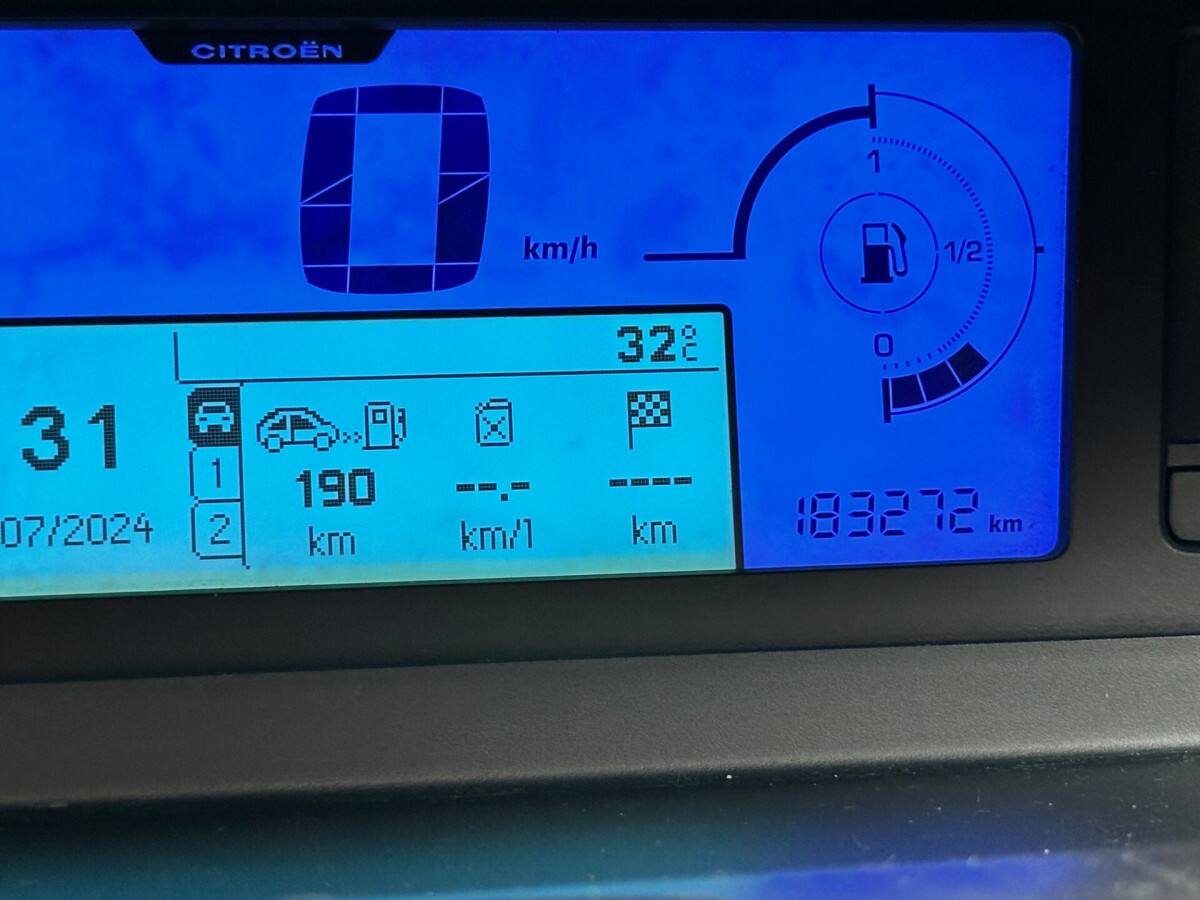 CITROËN
0 km/h
1
1/2
0
32°C
31
1
190
--.-
----
07/2024
2
km
km/l
km
183272 km